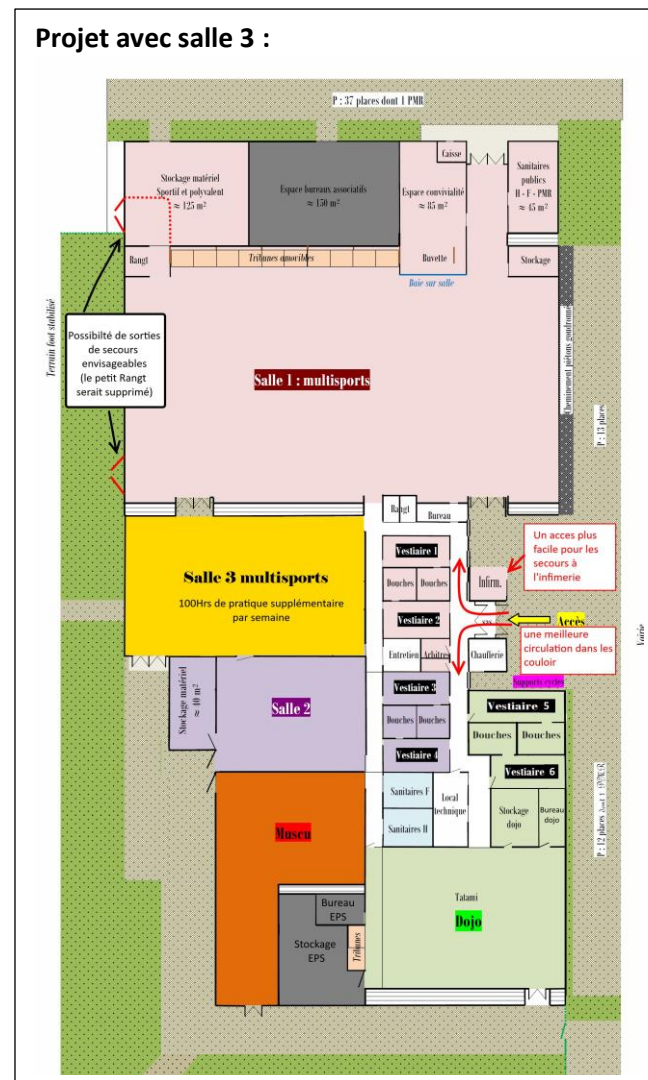 Projet avec salle 3 :
P : 37 places dont 1 PMR
Caisse
Stockage matériel
Sportif et polyvalent
≈ 125 m²
Espace bureaux associatifs
≈ 150 m²
Espace convivialité
≈ 85 m²
Sanitaires
publics
H - F - PMR
≈ 45 m²
Rangt
Tribunes amovibles
Buvette
Stockage
Baie sur salle
Terrain foot stabilisé
Possibilté de sorties
de secours
envisageables
(le petit Rangt
serait supprimé)
Salle 1 : multisports
Cheminement piétons goudronné
P : 13 places
Rangt
Bureau
Salle 3 multisports
100Hrs de pratique supplémentaire
par semaine
Vestiaire 1
Douches
Douches
Vestiaire 2
Infirm.
Un acces plus
facile pour les
secours à
l'infimerie
SAS
Accès
Voirie
une meilleure
circulation dans les
couloir
Entretien
Arbitres
Chaufferie
Supports cycles
Stockage matériel
≈ 40 m²
Salle 2
Vestiaire 3
Douches
Douches
Vestiaire 4
Vestiaire 5
Douches
Douches
Vestiaire 6
Sanitaires F
Sanitaires H
Local
technique
Stockage
dojo
Bureau
dojo
P : 12 places
Muscu
Bureau
EPS
Stockage
EPS
Tribunes
Tatami
Dojo